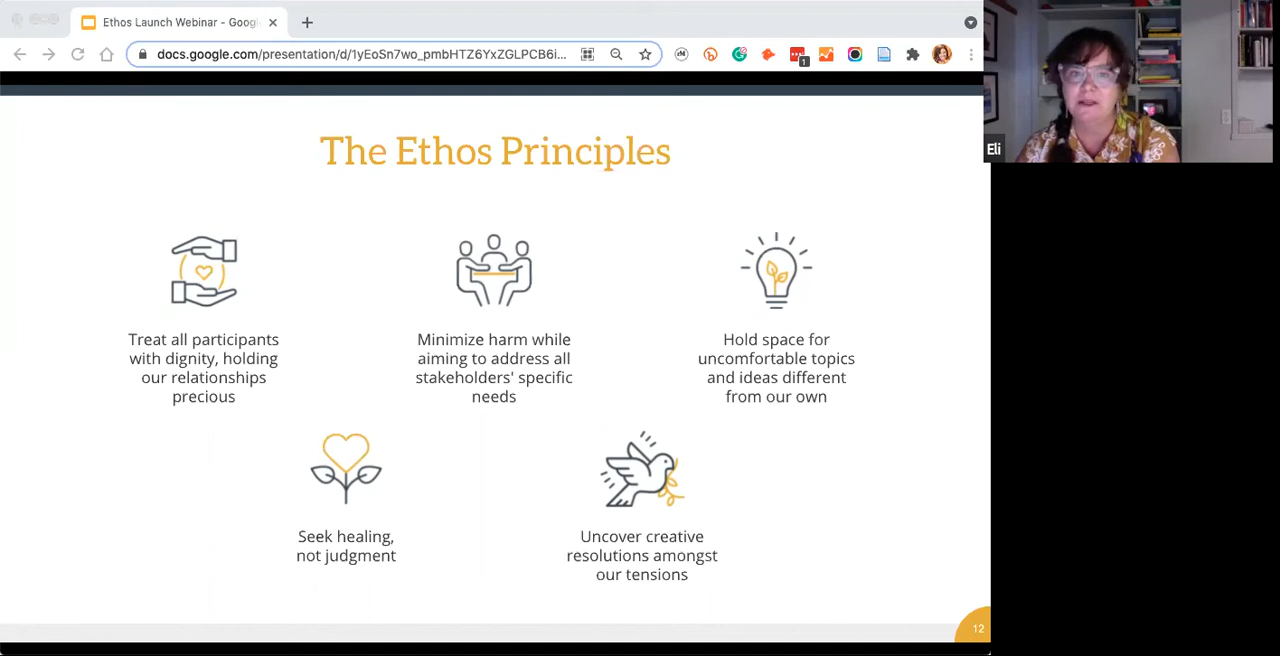 Ethos Launch Webinar - Goog
docs.google.com/presentation/d/1yEoSn7wo_pmbHTZ6YxZGLPCB6i...
1
Eli
The Ethos Principles
Treat all participants
with dignity, holding
our relationships
precious
Minimize harm while
aiming to address all
stakeholders' specific
needs
Hold space for
uncomfortable topics
and ideas different
from our own
Seek healing,
not judgment
Uncover creative
resolutions amongst
our tensions
12